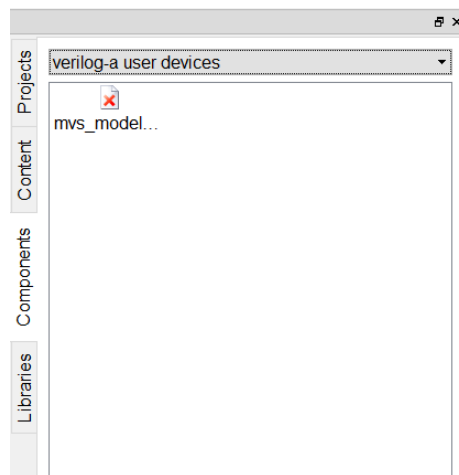 Projects
Content
Components
Libraries
verilog-a user devices
mvs_model...